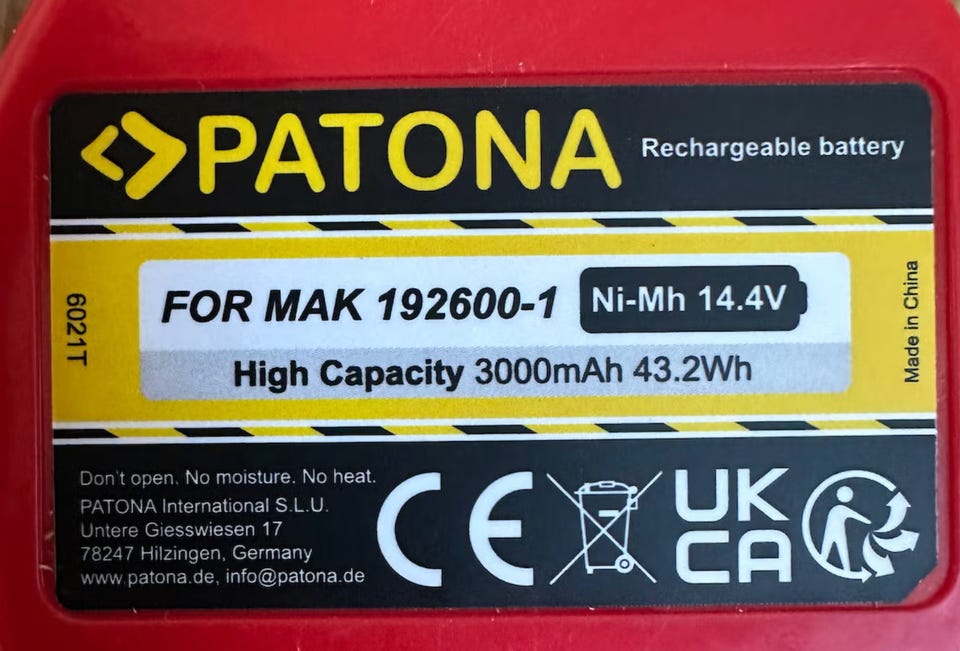 PATONA
Rechargeable battery
6021T
FOR MAK 192600-1
Ni-Mh 14.4V
High Capacity 3000mAh 43.2Wh
Made in China
Don't open. No moisture. No heat.
PATONA International S.L.U.
Untere Giesswiesen 17
78247 Hilzingen, Germany
www.patona.de, info@patona.de
CE
UK
CA